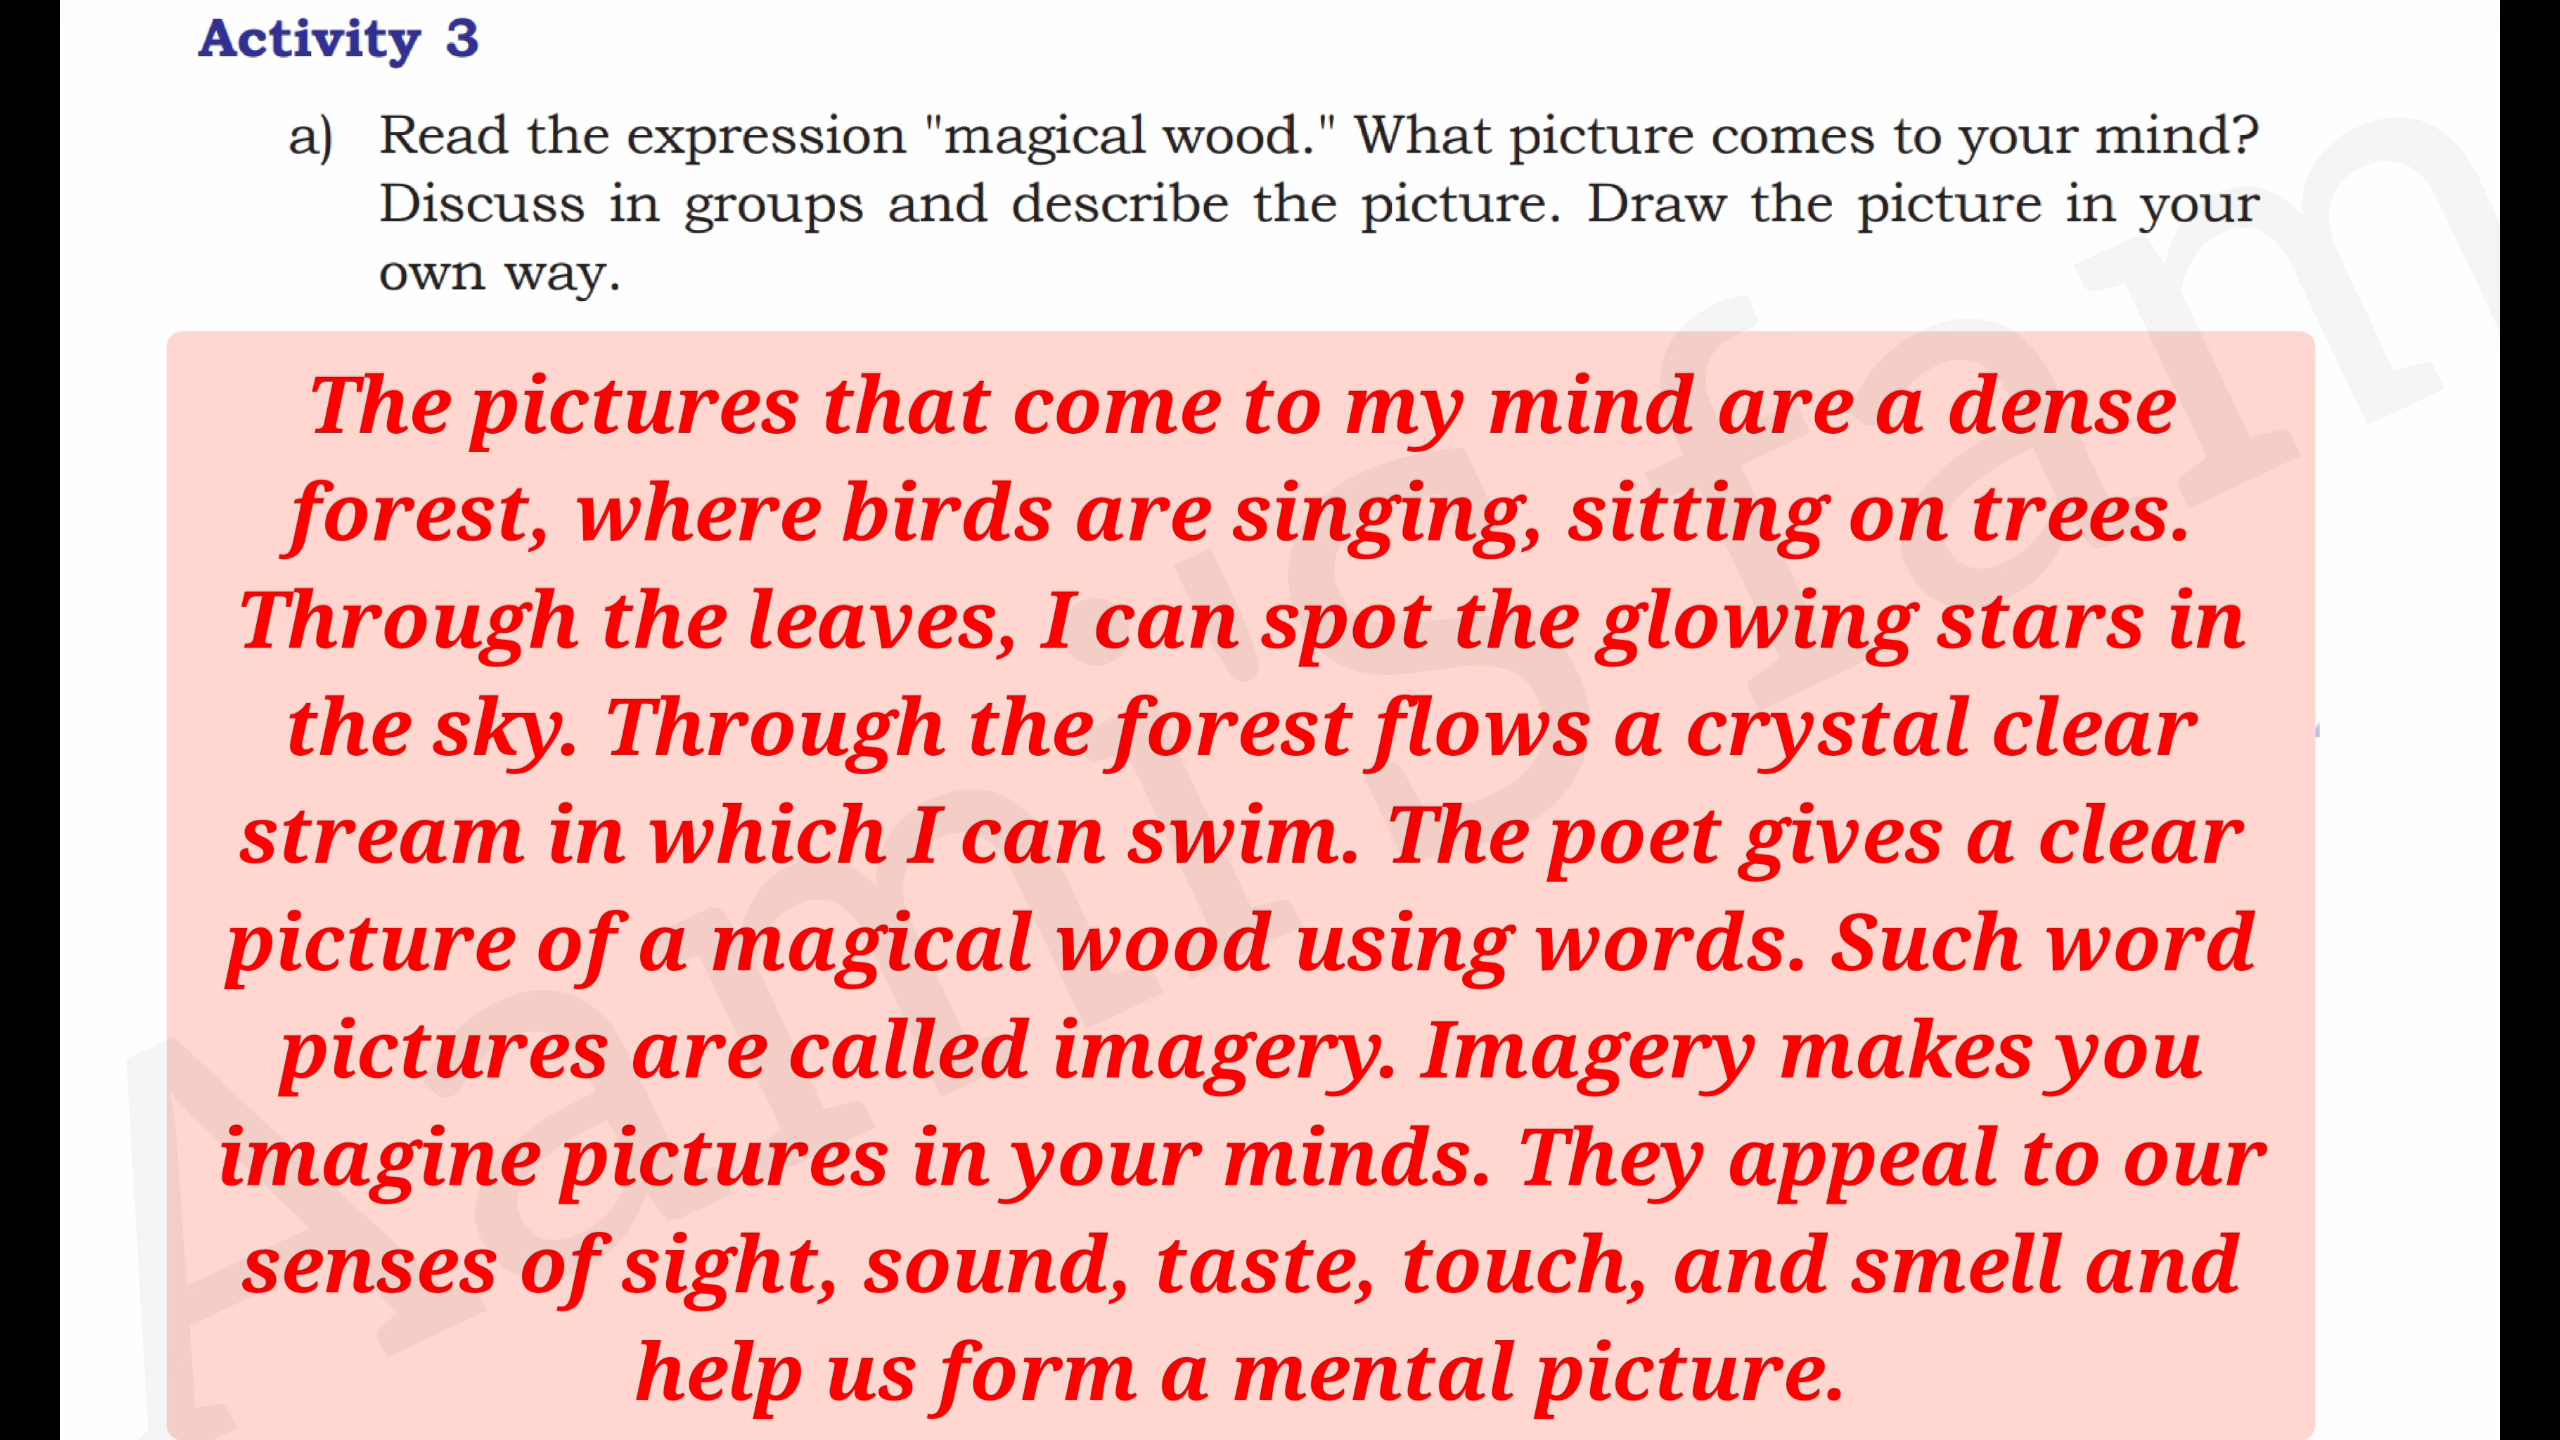 Activity 3
a) Read the expression "magical wood." What picture comes to your mind?
Discuss in groups and describe the picture. Draw the picture in your
own way.
The pictures that come to my mind are a dense
forest, where birds are singing, sitting on trees.
Through the leaves, I can spot the glowing stars in
the sky. Through the forest flows a crystal clear
stream in which I can swim. The poet gives a clear
picture of a magical wood using words. Such word
pictures are called imagery. Imagery makes you
imagine pictures in your minds. They appeal to our
senses of sight, sound, taste, touch, and smell and
help us form a mental picture.
Aami's fam